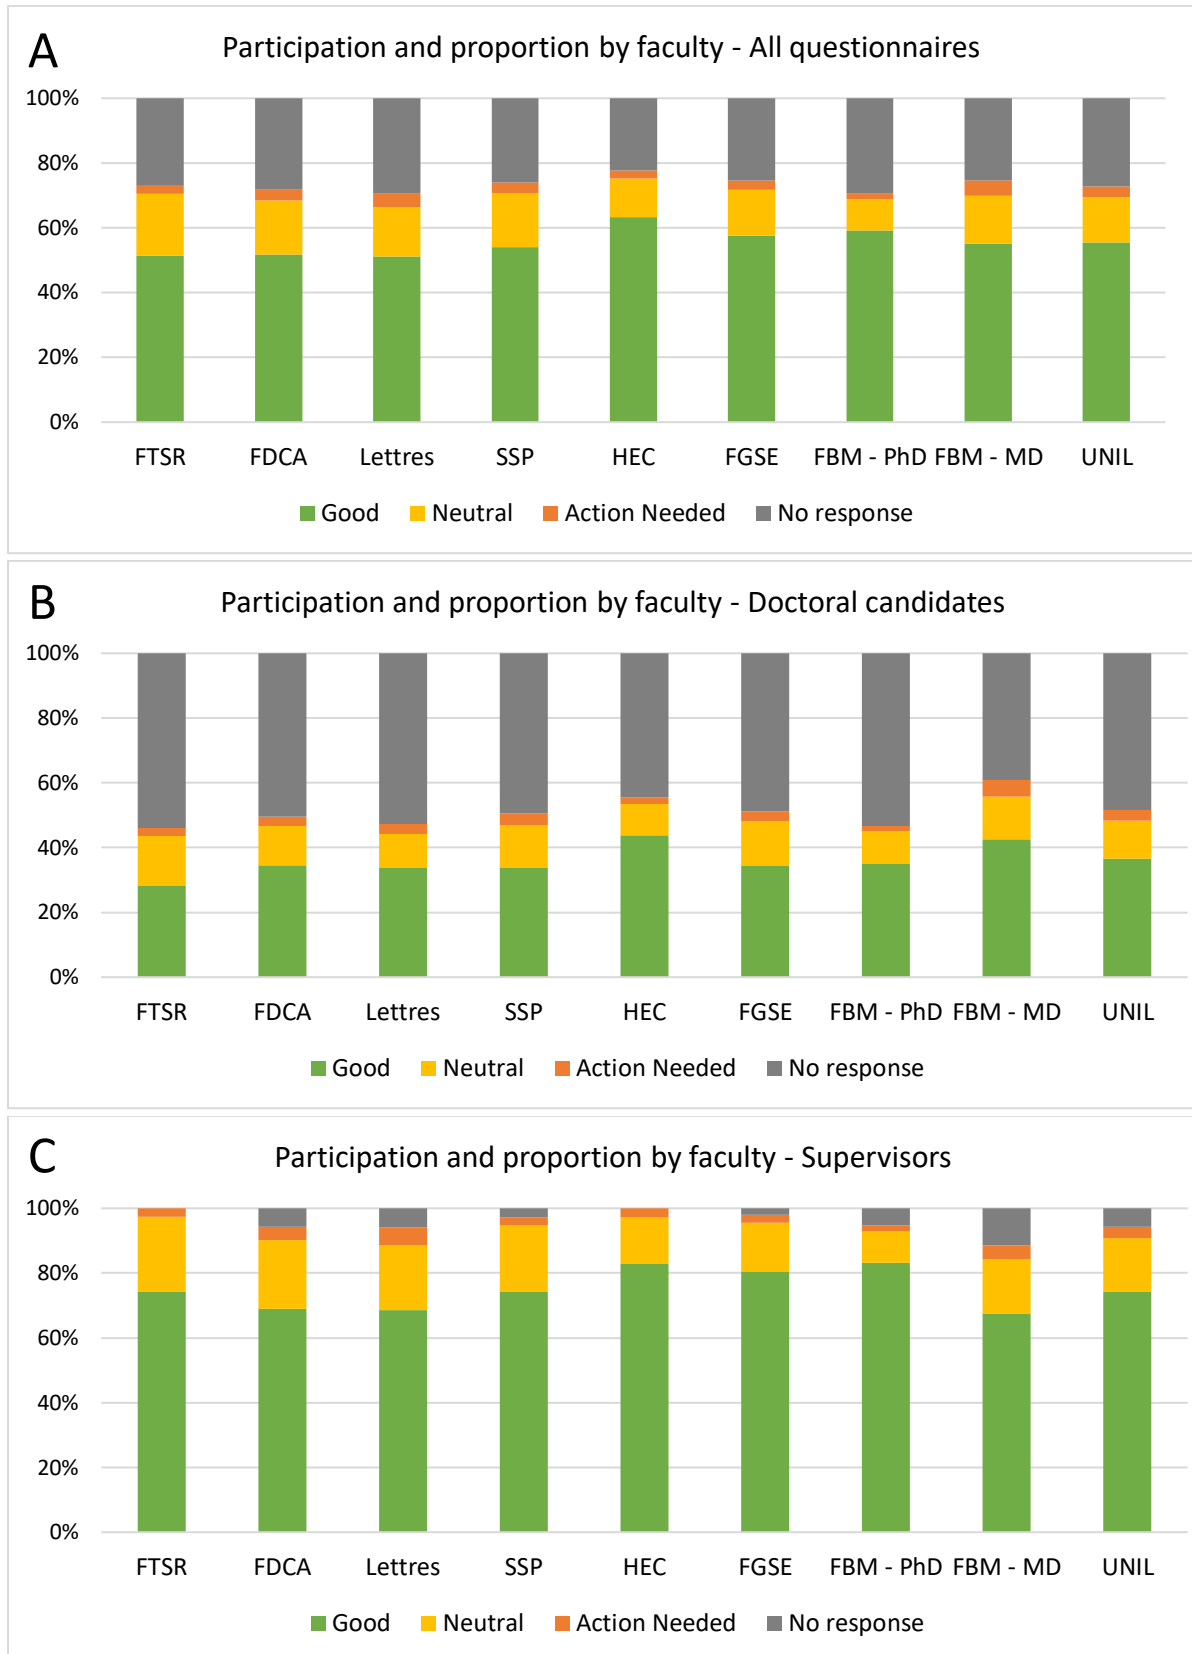 A
Participation and proportion by faculty - All questionnaires
100%
80%
60%
40%
20%
0%
FTSR FDCA Lettres SSP HEC FGSE FBM - PhD FBM - MD UNIL
Good Neutral Action Needed No response
B
Participation and proportion by faculty - Doctoral candidates
100%
80%
60%
40%
20%
0%
FTSR FDCA Lettres SSP HEC FGSE FBM - PhD FBM - MD UNIL
Good Neutral Action Needed No response
C
Participation and proportion by faculty - Supervisors
100%
80%
60%
40%
20%
0%
FTSR FDCA Lettres SSP HEC FGSE FBM - PhD FBM - MD UNIL
Good Neutral Action Needed No response